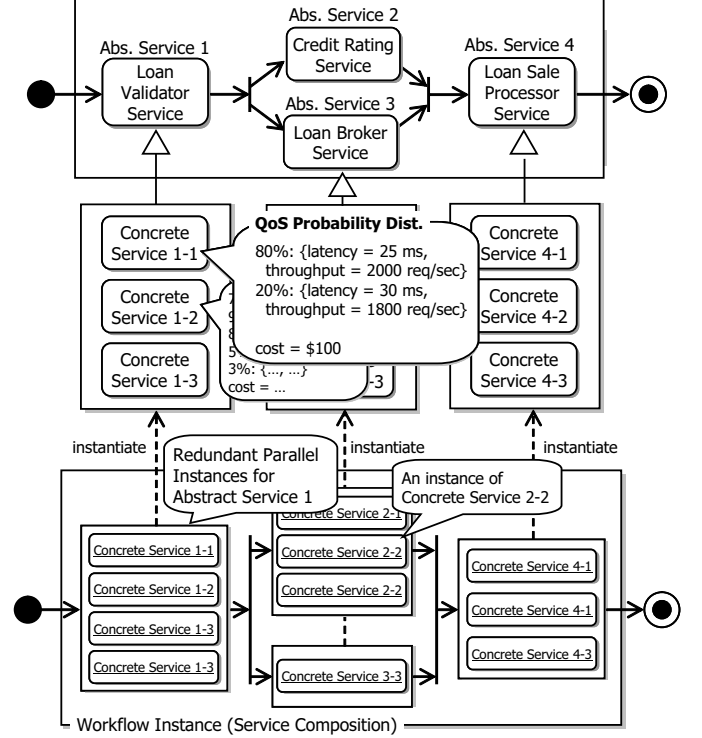 Abs. Service 2
Abs. Service 1
Credit Rating
Service
Abs. Service 4
Loan
Validator
Service
Loan Sale
Processor
Service
Abs. Service 3
Loan Broker
Service
Concrete
Service 1-1
Concrete
Service 1-2
Concrete
Service 1-3
QoS Probability Dist.
80%: {latency = 25 ms,
throughput = 2000 req/sec}
20%: {latency = 30 ms,
throughput = 1800 req/sec}
cost = $100
3%: {..., ...}
cost = ...
-3
Concrete
Service 4-1
Concrete
Service 4-2
Concrete
Service 4-3
instantiate
instantiate
instantiate
Redundant Parallel
Instances for
Abstract Service 1
An instance of
Concrete Service 2-2
Concrete Service 1-1
Concrete Service 1-2
Concrete Service 1-3
Concrete Service 1-3
Concrete Service 2-1
Concrete Service 2-2
Concrete Service 2-2
Concrete Service 3-3
Concrete Service 4-1
Concrete Service 4-1
Concrete Service 4-3
Workflow Instance (Service Composition)